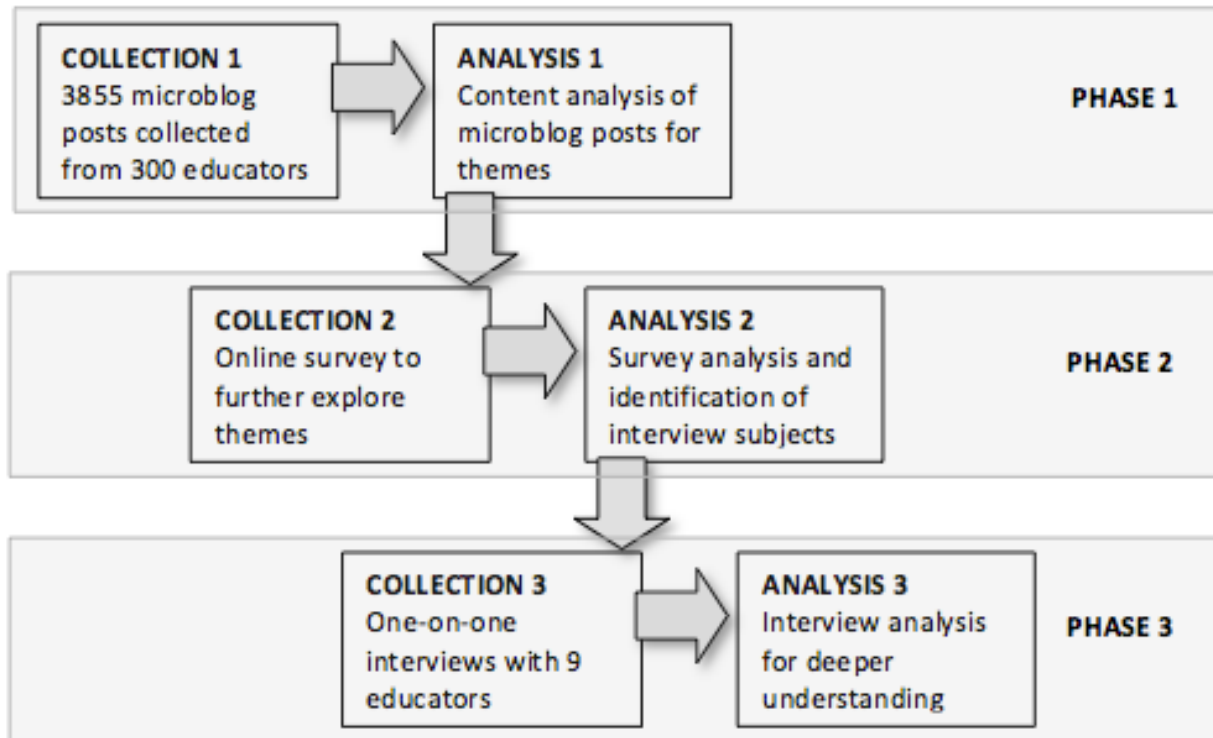 COLLECTION 1
3855 microblog
posts collected
from 300 educators
ANALYSIS 1
Content analysis of
microblog posts for
themes
PHASE 1
COLLECTION 2
Online survey to
further explore
themes
ANALYSIS 2
Survey analysis and
identification of
interview subjects
PHASE 2
COLLECTION 3
One-on-one
interviews with 9
educators
ANALYSIS 3
Interview analysis
for deeper
understanding
PHASE 3